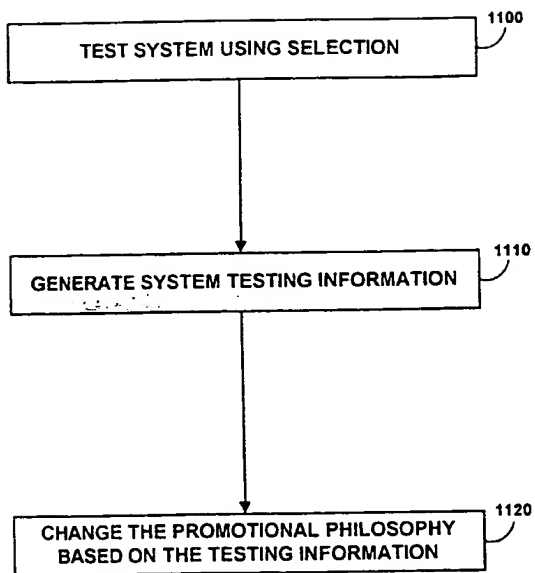 1100
TEST SYSTEM USING SELECTION
1110
GENERATE SYSTEM TESTING INFORMATION
1120
CHANGE THE PROMOTIONAL PHILOSOPHY
BASED ON THE TESTING INFORMATION